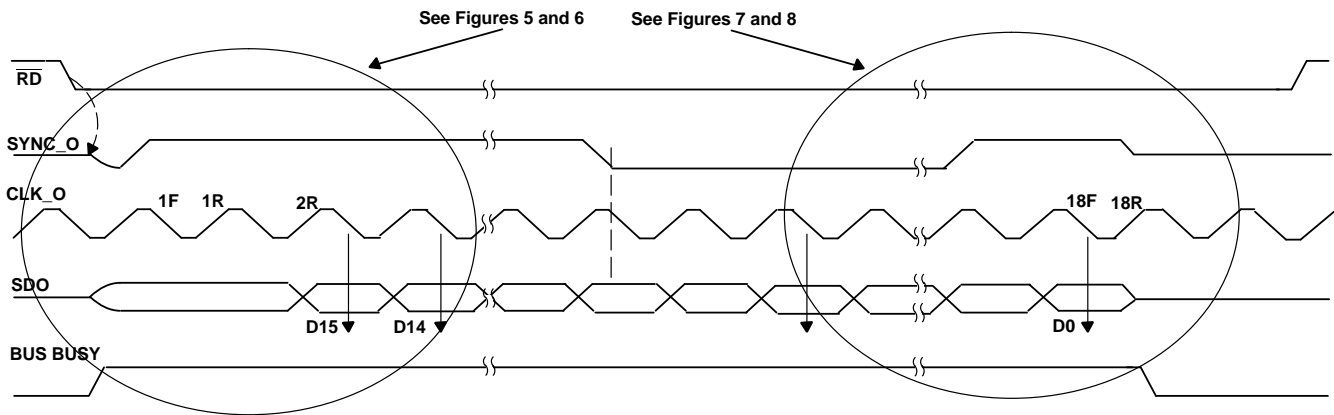 See Figures 5 and 6 See Figures 7 and 8
RD
SYNC_O
CLK_O
1F 1R 2R 18F 18R
SDO
D15 D14 D0
BUS BUSY